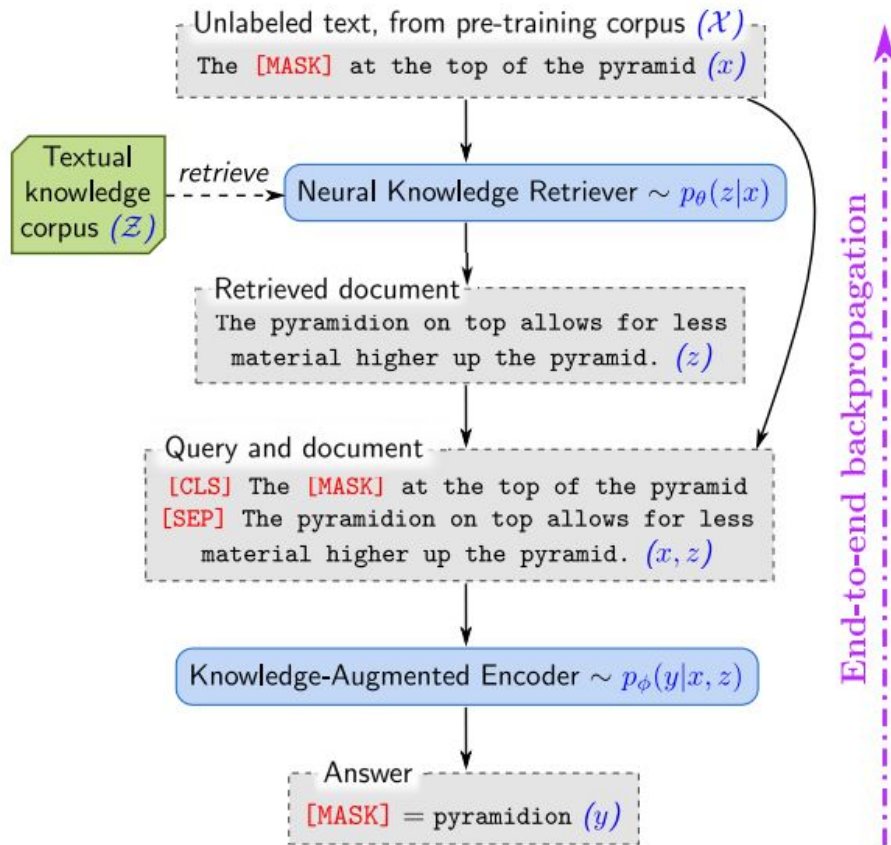 Unlabeled text, from pre-training corpus (𝒳)
The [MASK] at the top of the pyramid (x)
Textual
knowledge
corpus (𝒵)
retrieve
Neural Knowledge Retriever ∼ pθ(z|x)
Retrieved document
The pyramidion on top allows for less
material higher up the pyramid. (z)
Query and document
[CLS] The [MASK] at the top of the pyramid
[SEP] The pyramidion on top allows for less
material higher up the pyramid. (x, z)
Knowledge-Augmented Encoder ∼ pϕ(y|x, z)
Answer
[MASK] = pyramidion (y)
End-to-end backpropagation